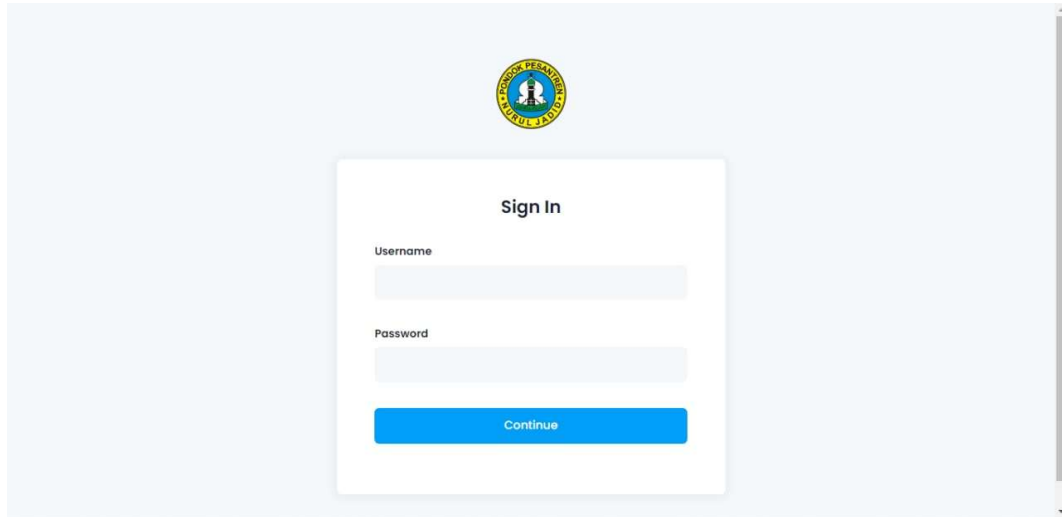 PONDOK PESANTREN
NURUL JADID
Sign In
Username
Password
Continue